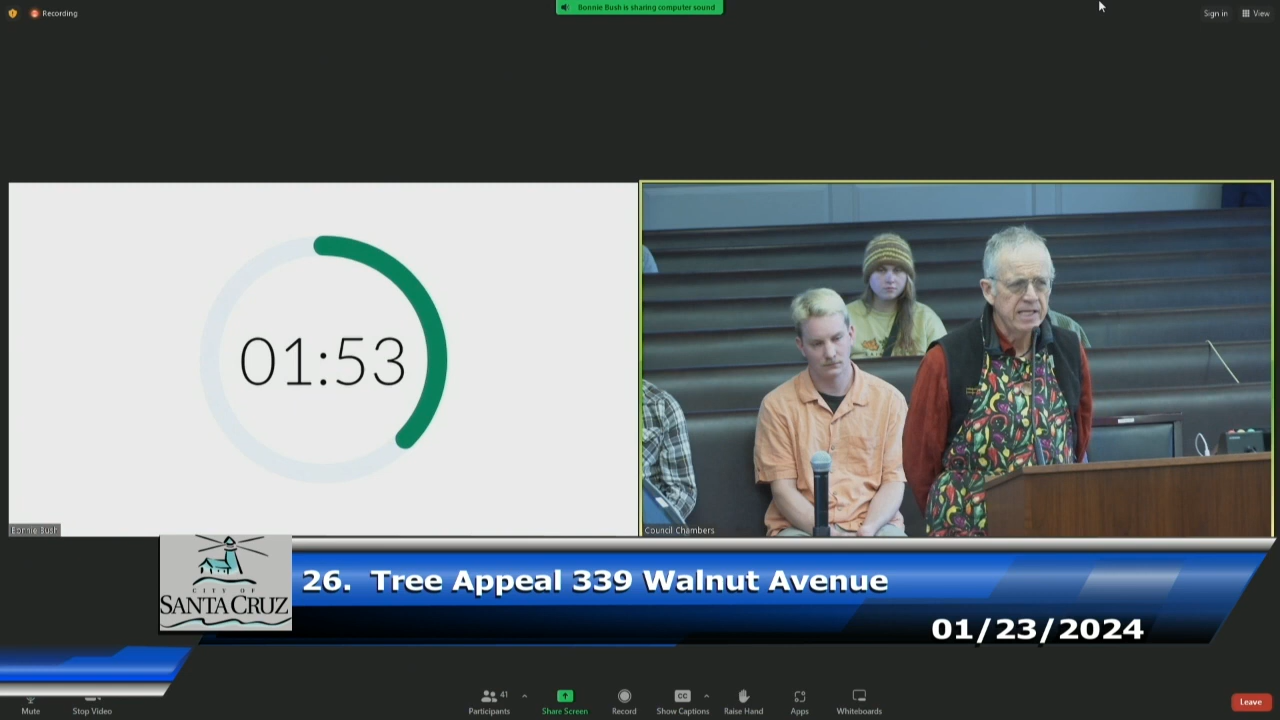 Recording
Bonnie Bush is sharing computer sound
Sign in
View
01:53
Bonnie Bush
Council Chambers
CITY OF
SANTA CRUZ
26. Tree Appeal 339 Walnut Avenue
01/23/2024
Mute
Stop Video
Participants
41
Share Screen
Record
CC
Show Captions
Raise Hand
Apps
Whiteboards
Leave